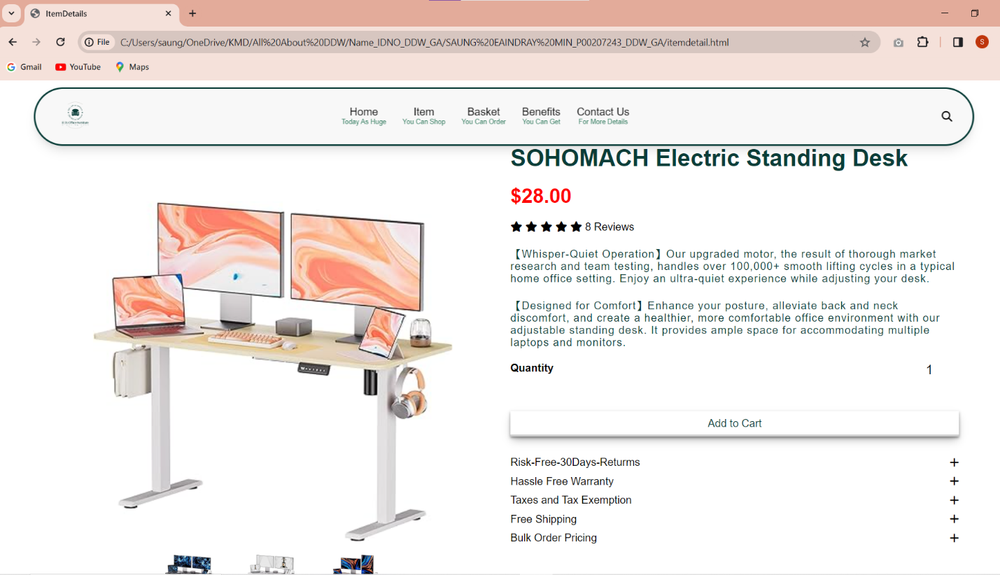 ItemDetails
File C:/Users/saung/OneDrive/KMD/All%20About%20DDW/Name_IDNO_DDW_GA/SAUNG%20EAINDRAY%20MIN_P00207243_DDW_GA/itemdetail.html S
Gmail YouTube Maps
Home Item Basket Benefits Contact Us
Today As Huge You Can Shop You Can Order You Can Get For More Details
SOHOMACH Electric Standing Desk
$28.00
8 Reviews
【Whisper-Quiet Operation】Our upgraded motor, the result of thorough market
research and team testing, handles over 100,000+ smooth lifting cycles in a typical
home office setting. Enjoy an ultra-quiet experience while adjusting your desk.
【Designed for Comfort】Enhance your posture, alleviate back and neck
discomfort, and create a healthier, more comfortable office environment with our
adjustable standing desk. It provides ample space for accommodating multiple
laptops and monitors.
Quantity 1
Add to Cart
Risk-Free-30Days-Returms
Hassle Free Warranty
Taxes and Tax Exemption
Free Shipping
Bulk Order Pricing